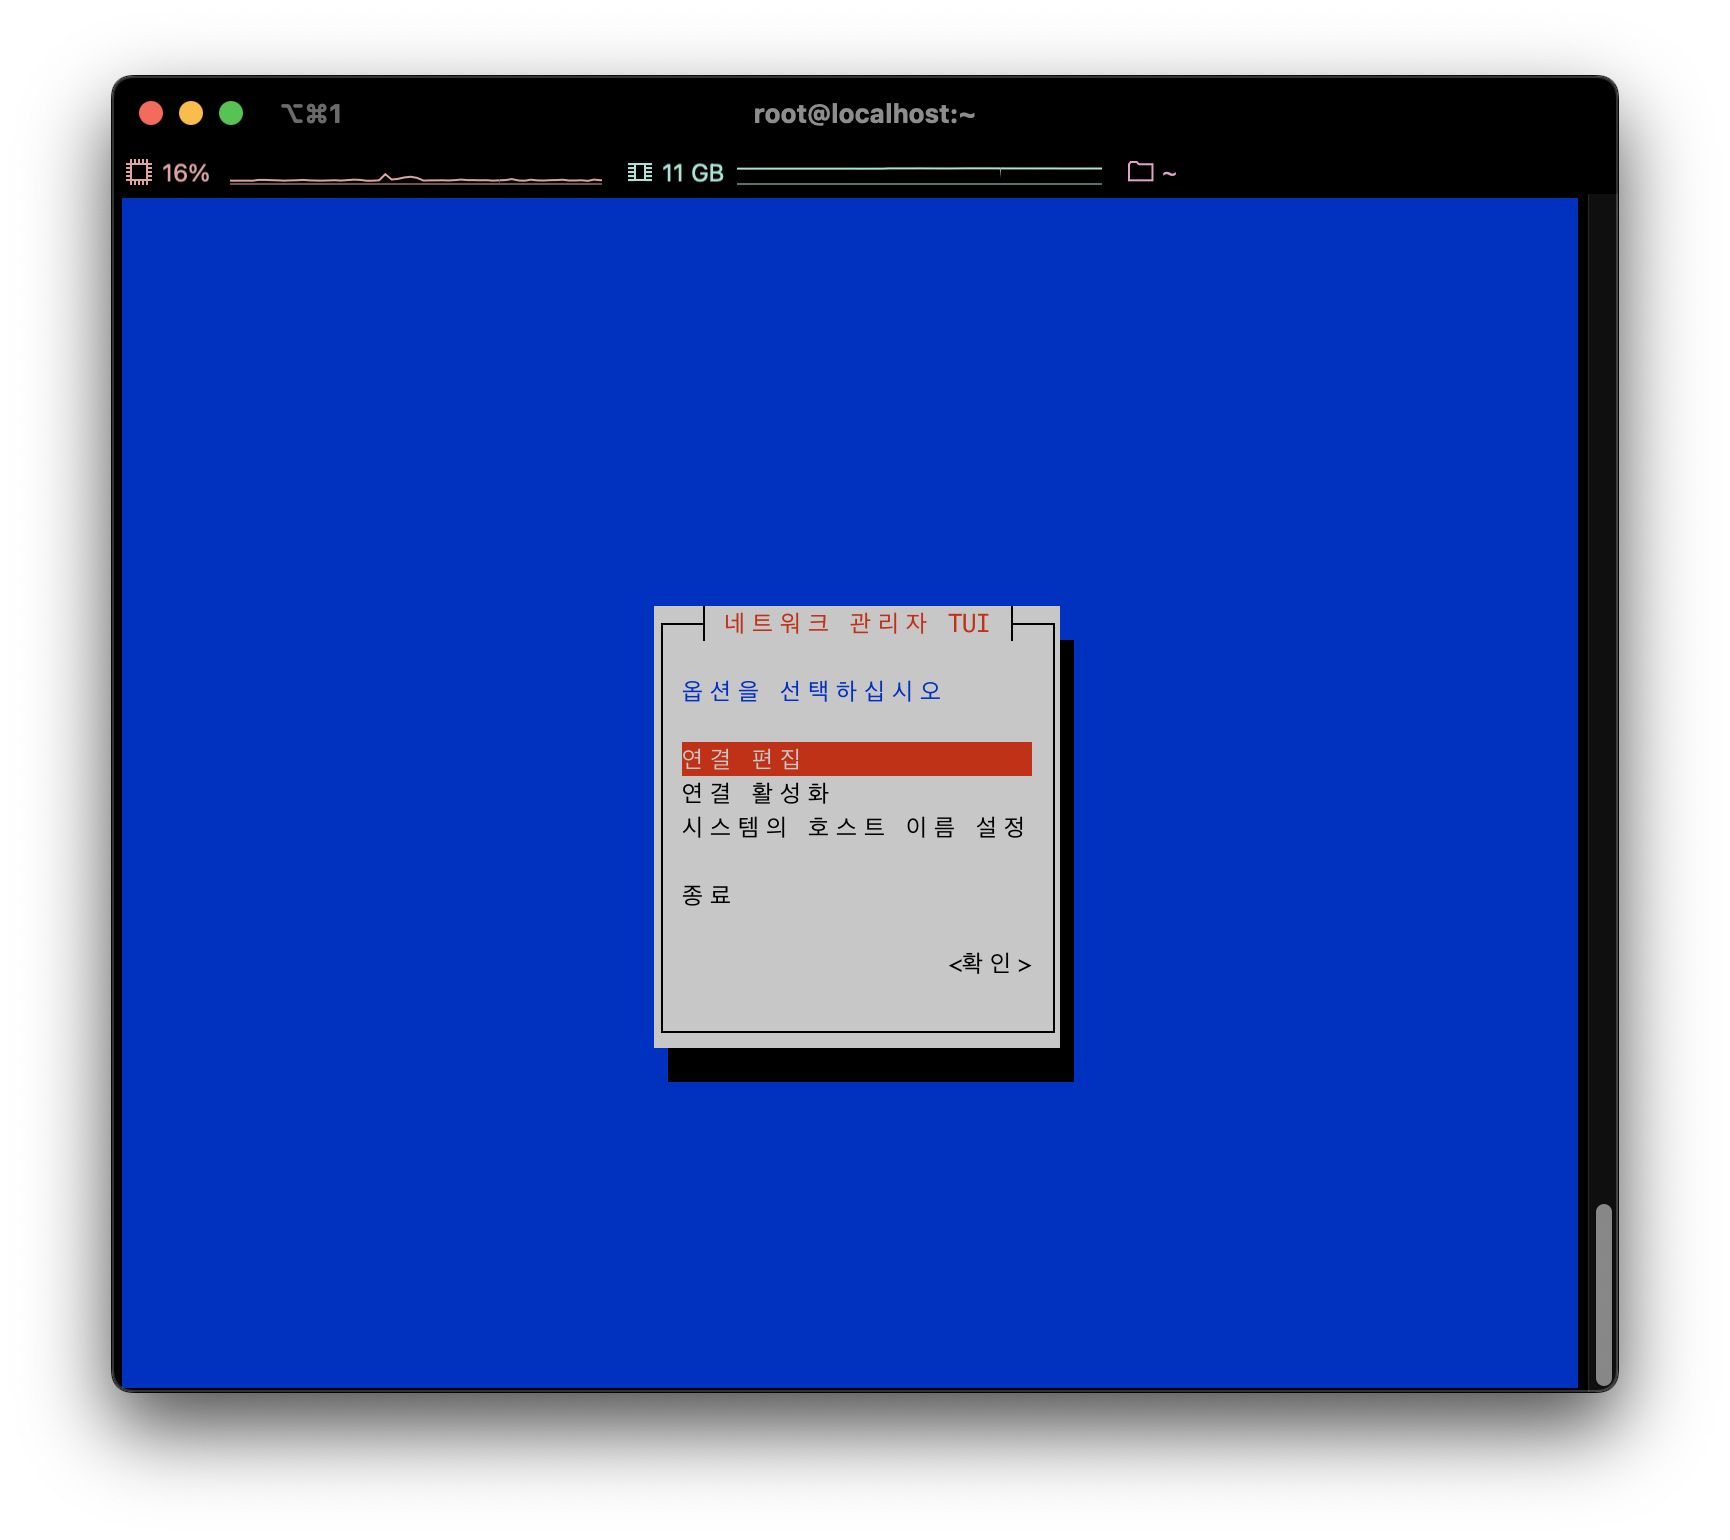 ⌥⌘1
root@localhost:~
16%
11 GB
~
네트워크 관리자 TUI
옵션을 선택하십시오
연결 편집
연결 활성화
시스템의 호스트 이름 설정
종료
<확인>